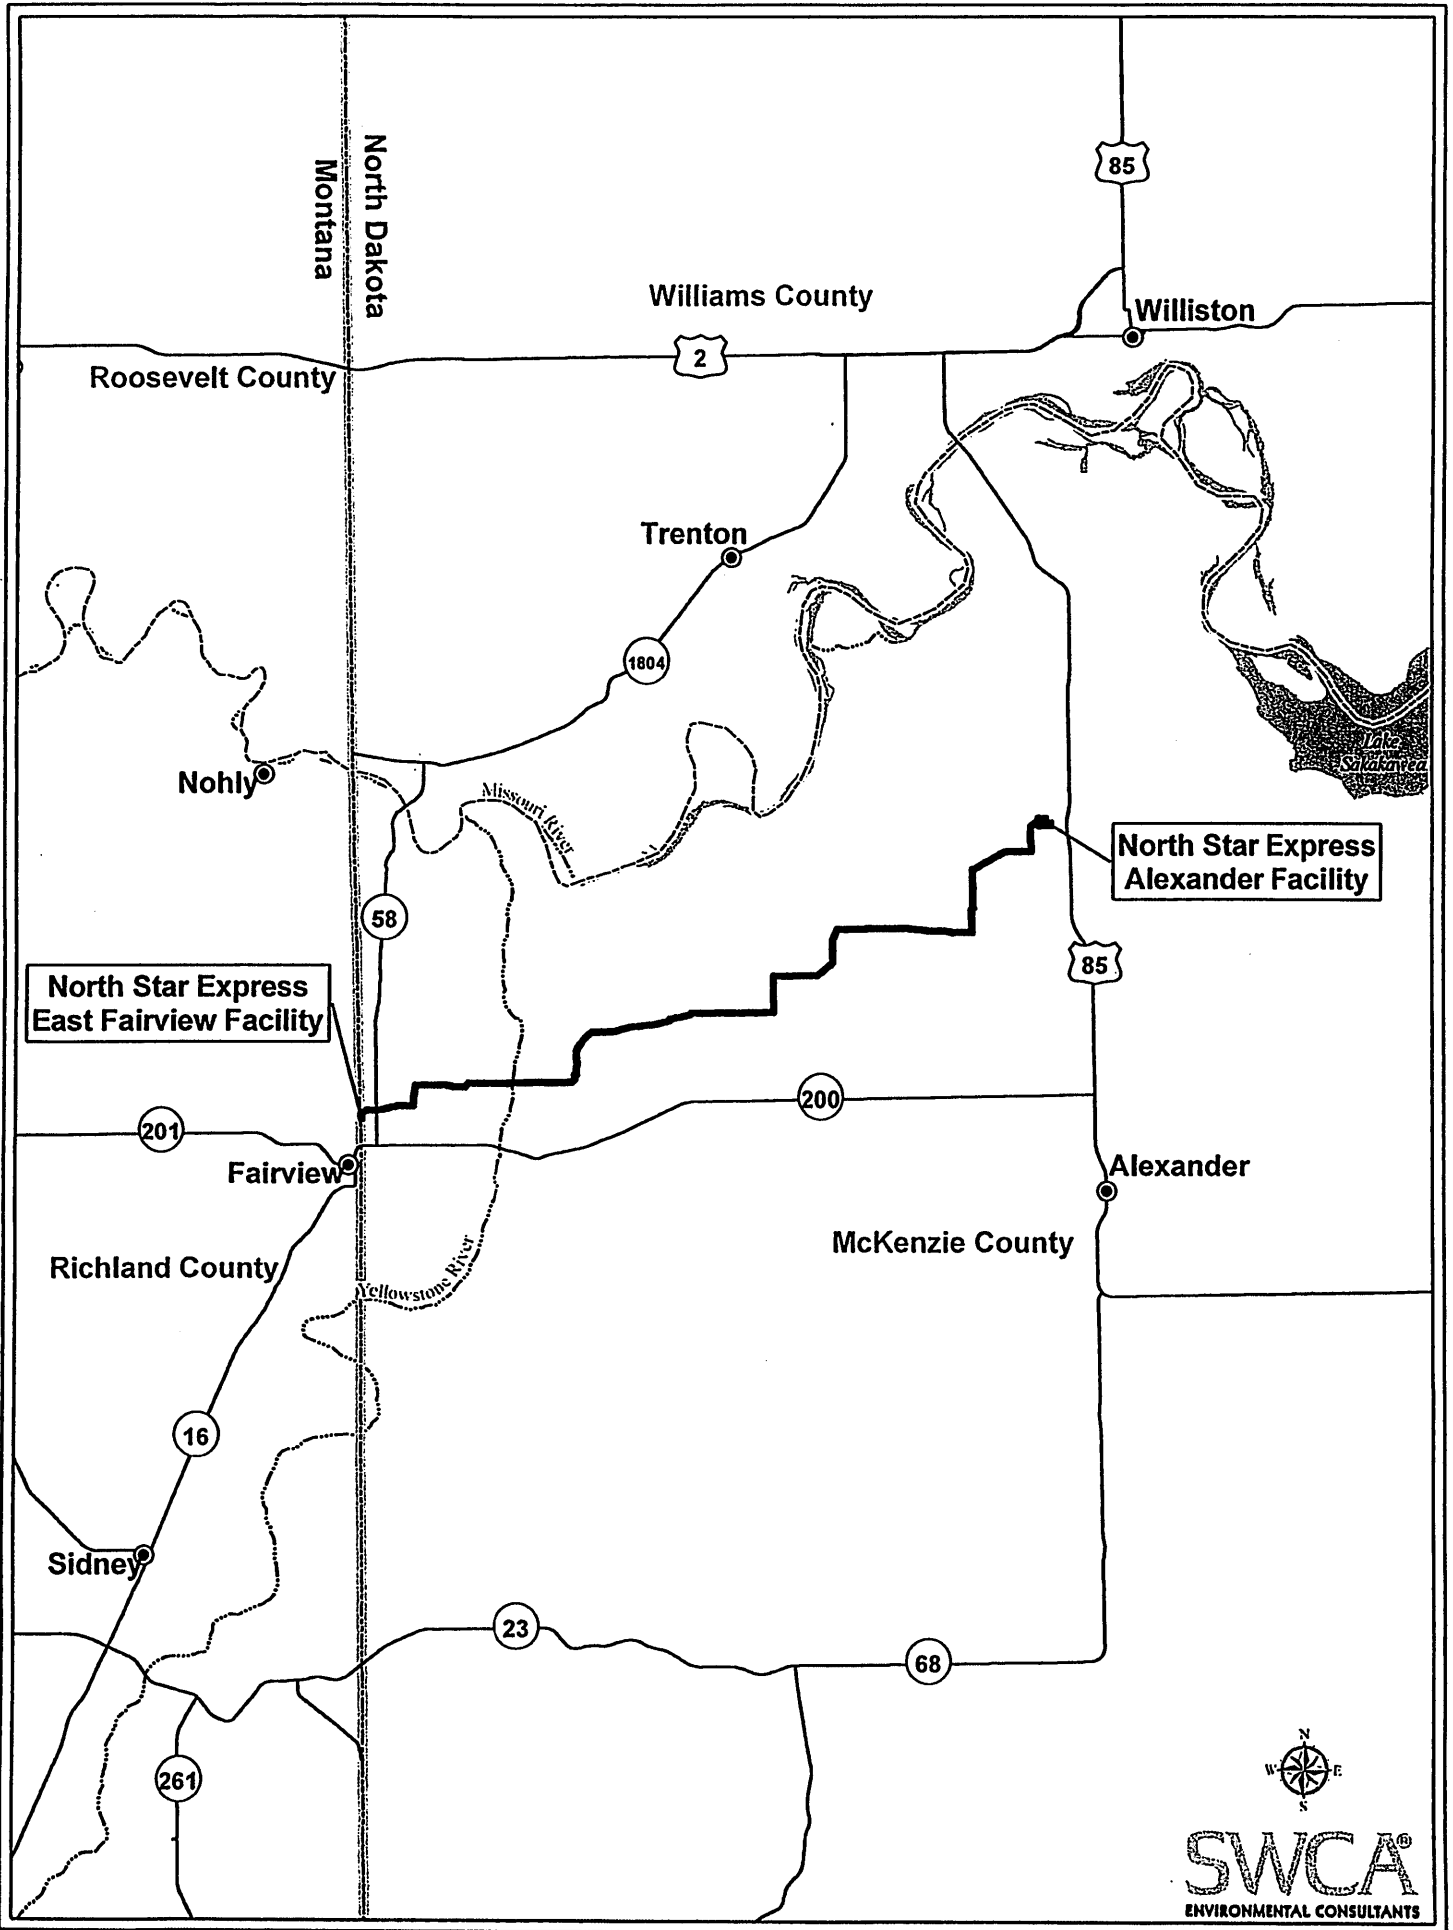 North Dakota
Montana
85
Williams County
Williston
2
Roosevelt County
Trenton
1804
Lake
Sakakawea
Nohly
Missouri River
North Star Express
Alexander Facility
58
85
North Star Express
East Fairview Facility
200
201
Fairview
Alexander
McKenzie County
Richland County
Yellowstone River
16
Sidney
23
68
261
N
W
E
S
SWCA®
ENVIRONMENTAL CONSULTANTS